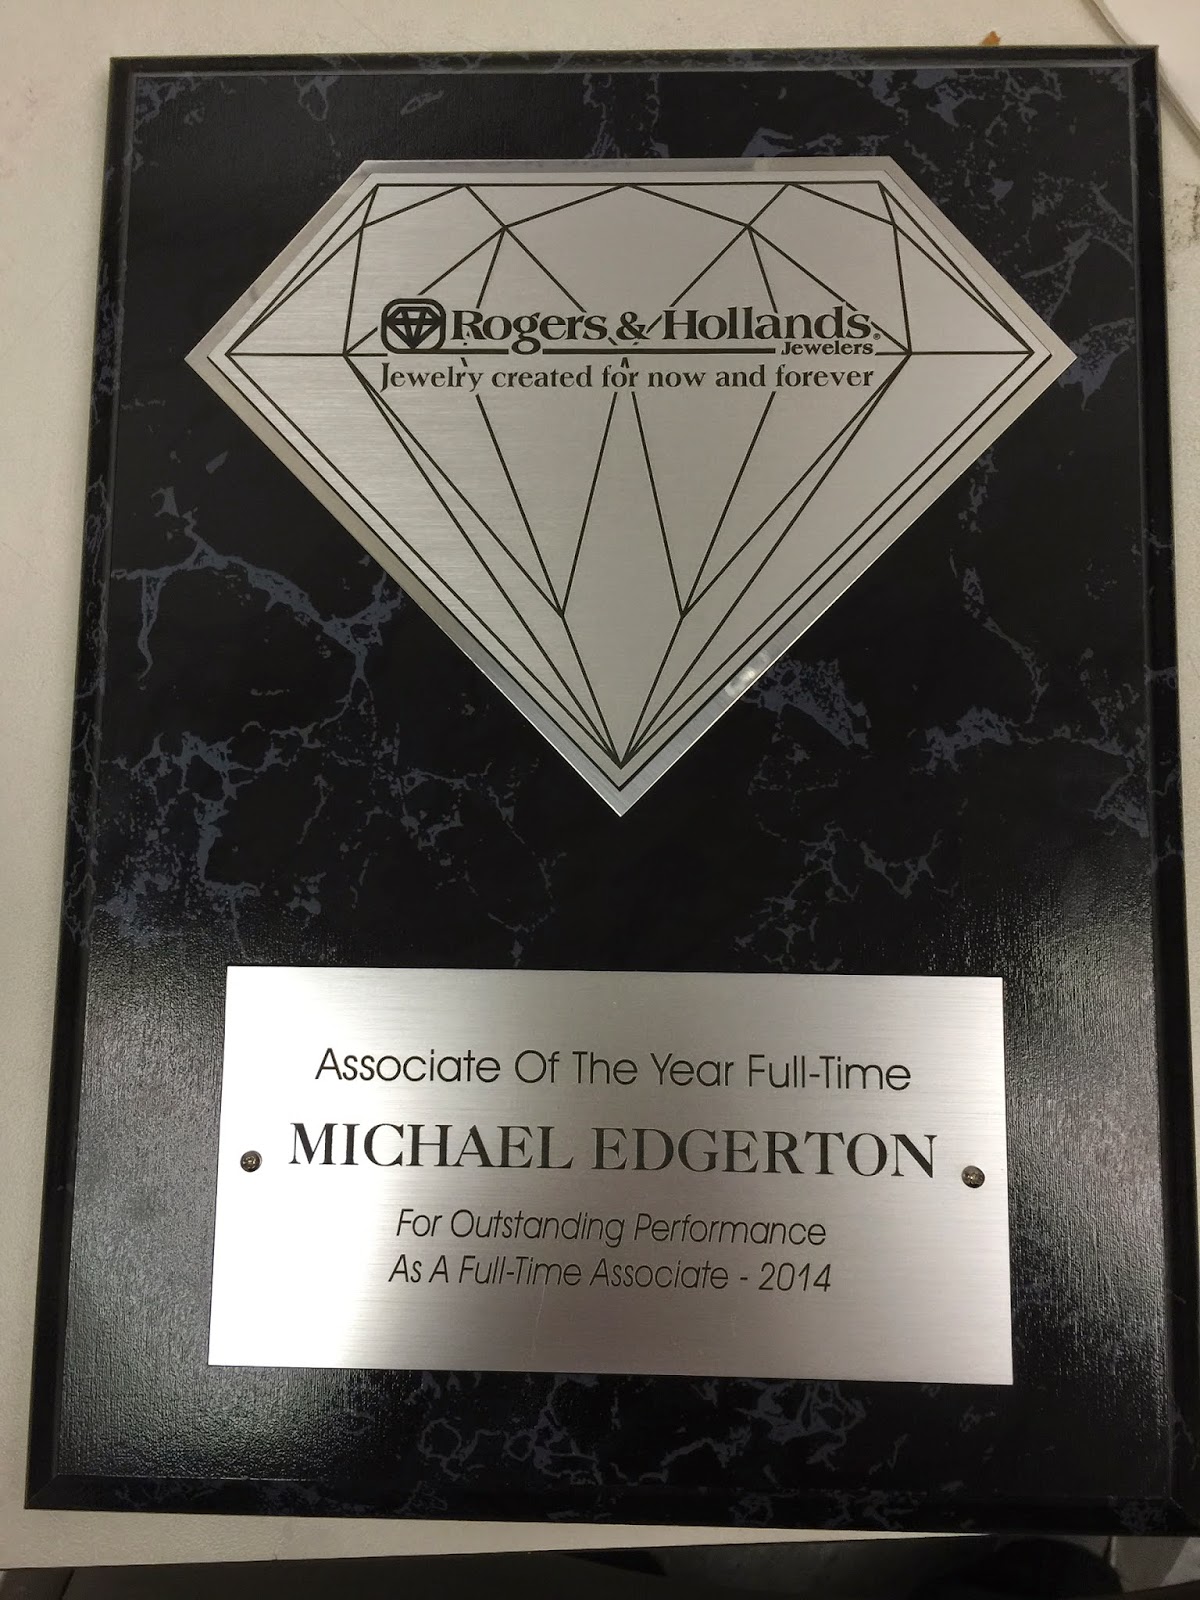 Rogers & Hollands®
Jewelers
Jewelry created for now and forever
Associate Of The Year Full-Time
MICHAEL EDGERTON
For Outstanding Performance
As A Full-Time Associate - 2014